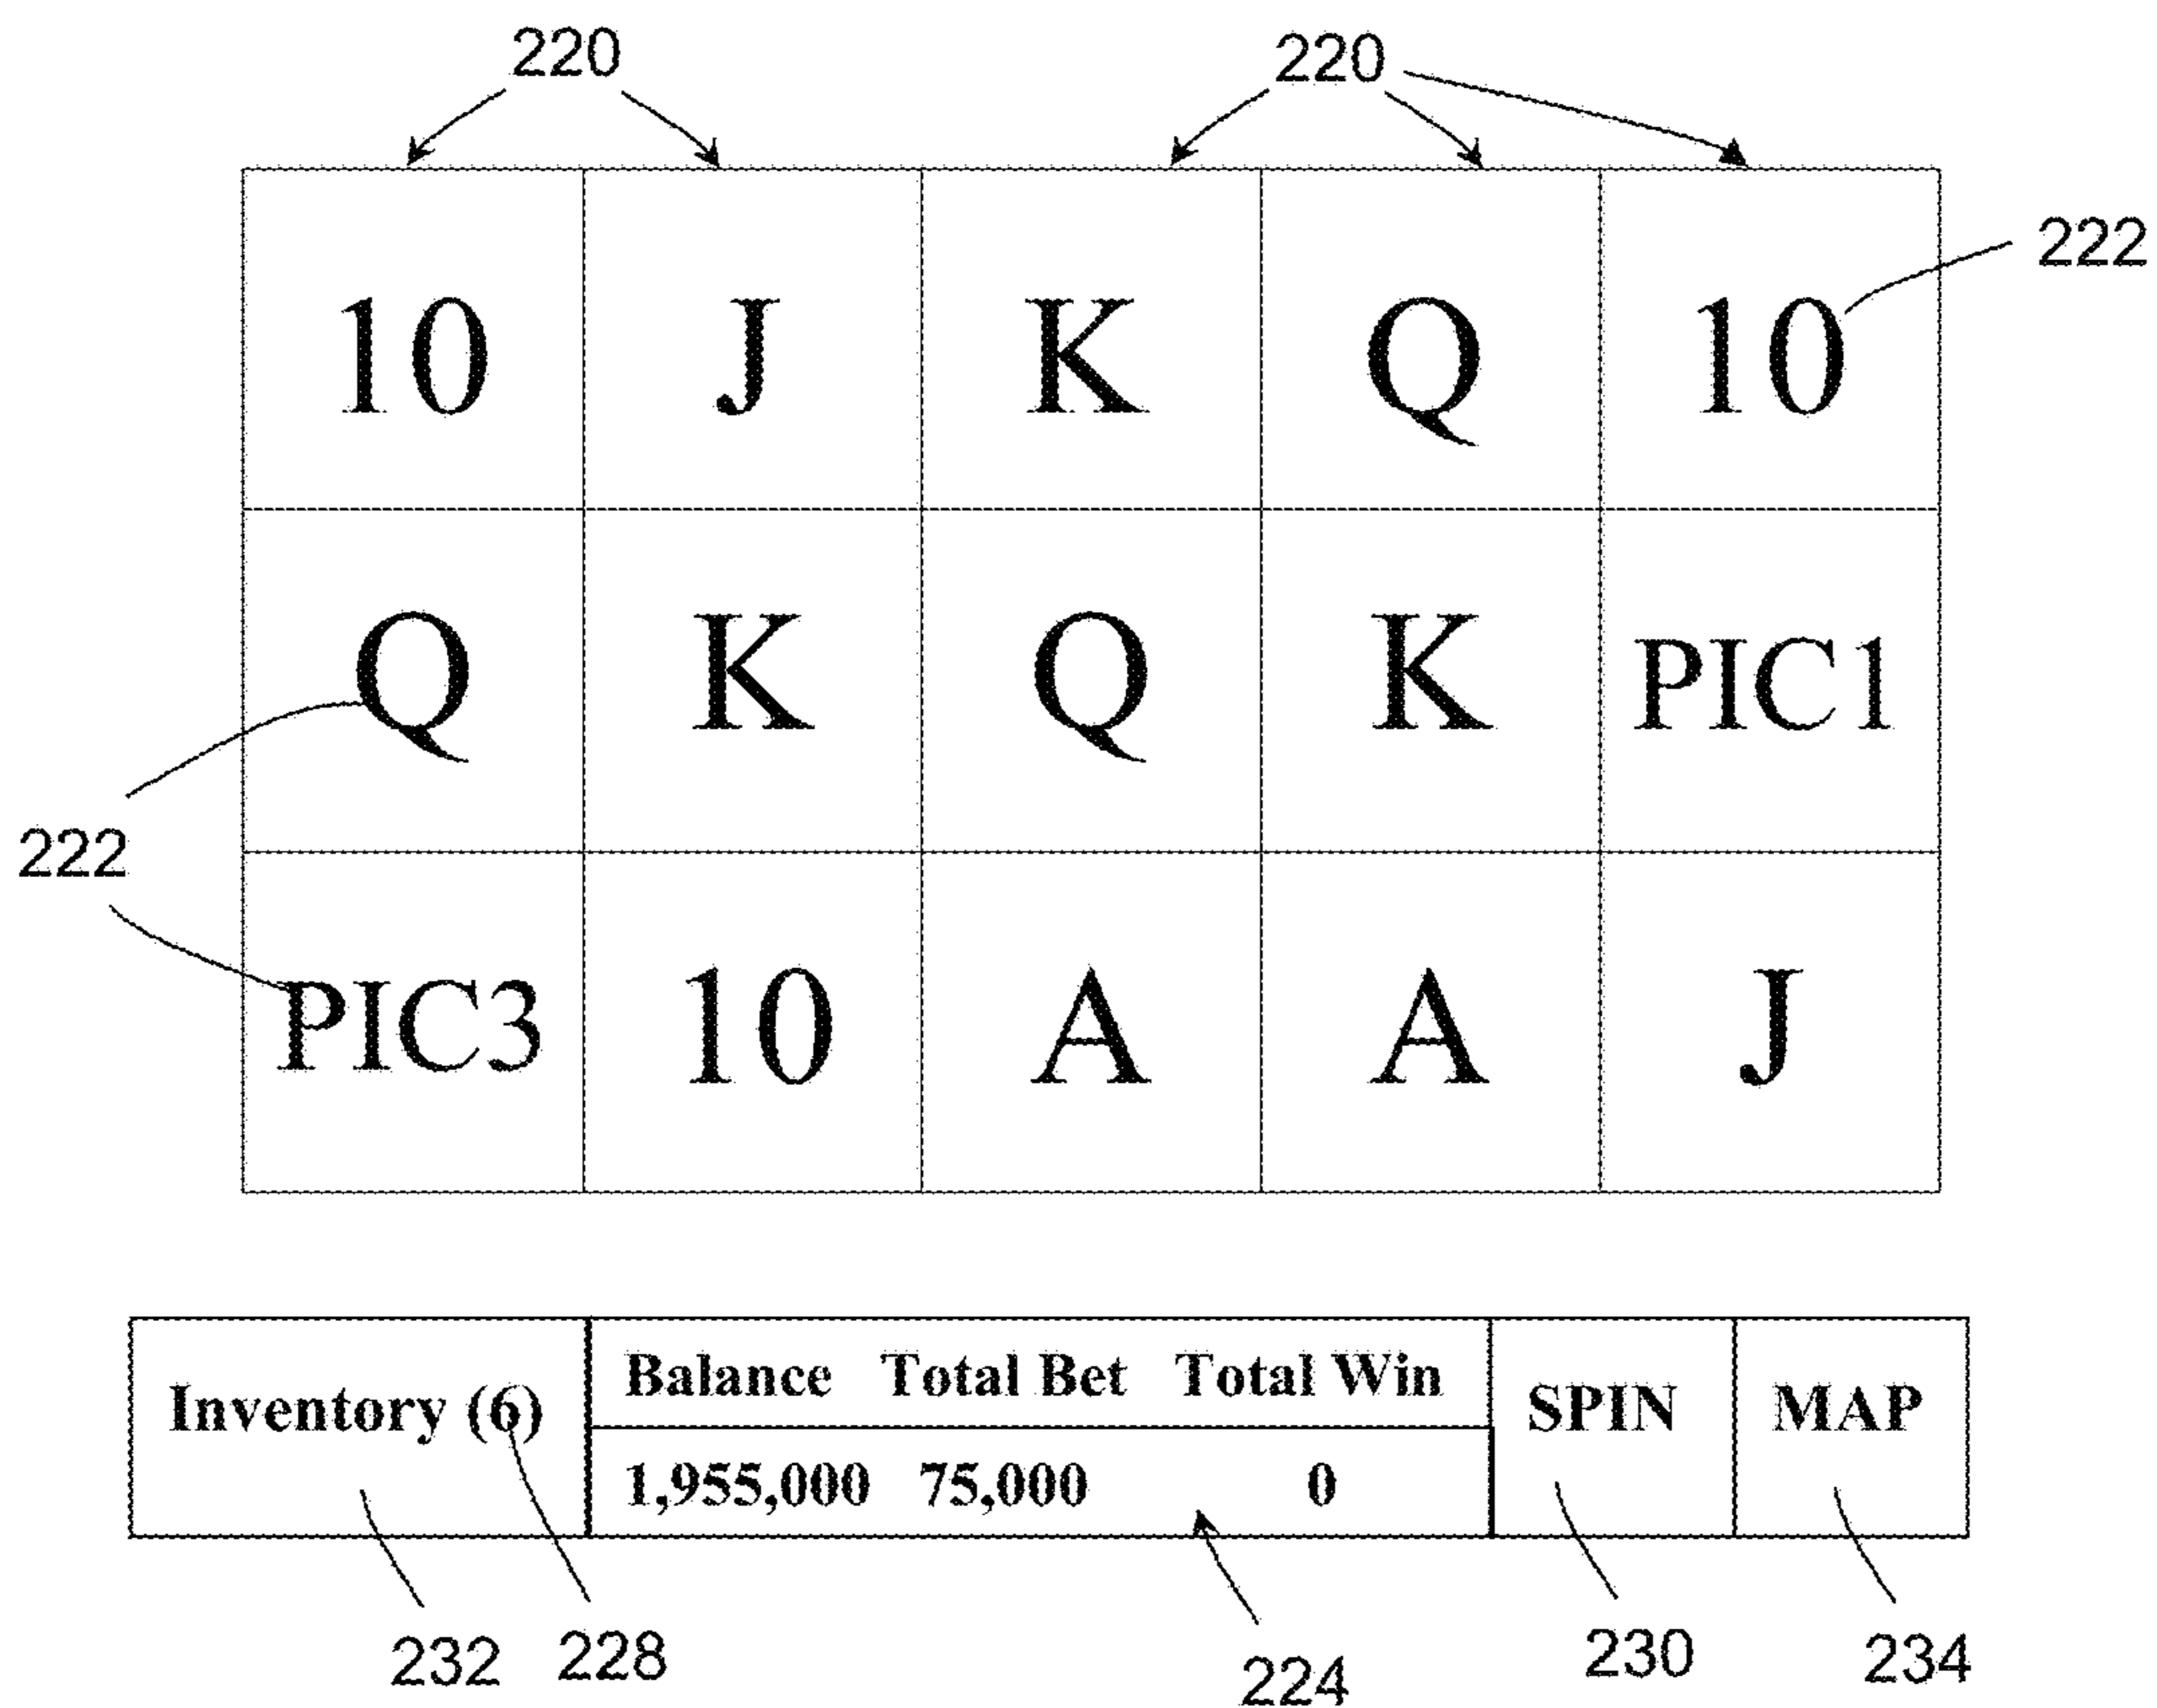 220 220
222
10 J K Q 10
Q K Q K PIC1
222
PIC3 10 A A J
Balance Total Bet Total Win
Inventory (6) SPIN MAP
1,955,000 75,000 0
232 228 224 230 234